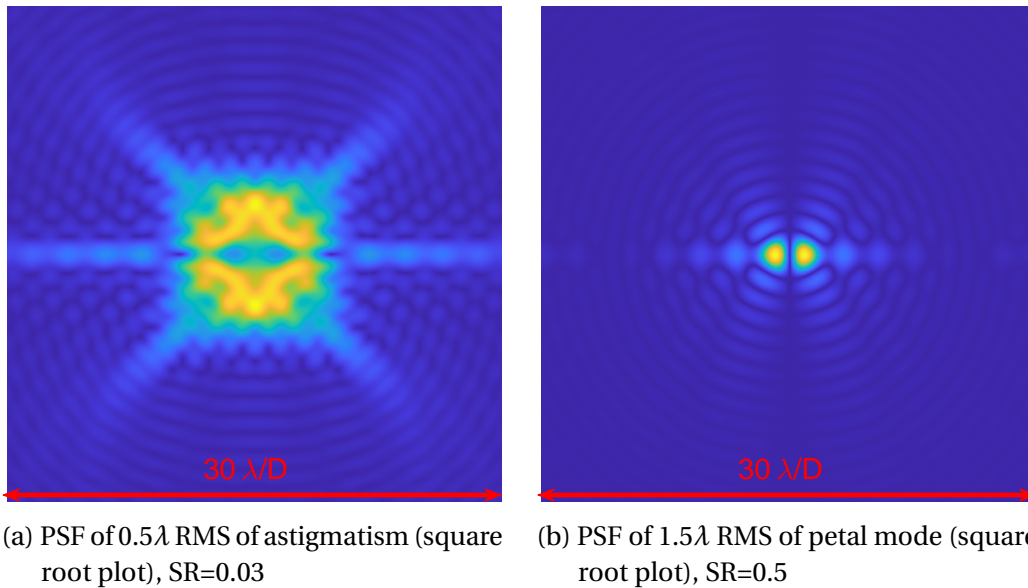 30 λ/D
30 λ/D
(a) PSF of 0.5λ RMS of astigmatism (square
root plot), SR=0.03
(b) PSF of 1.5λ RMS of petal mode (square
root plot), SR=0.5